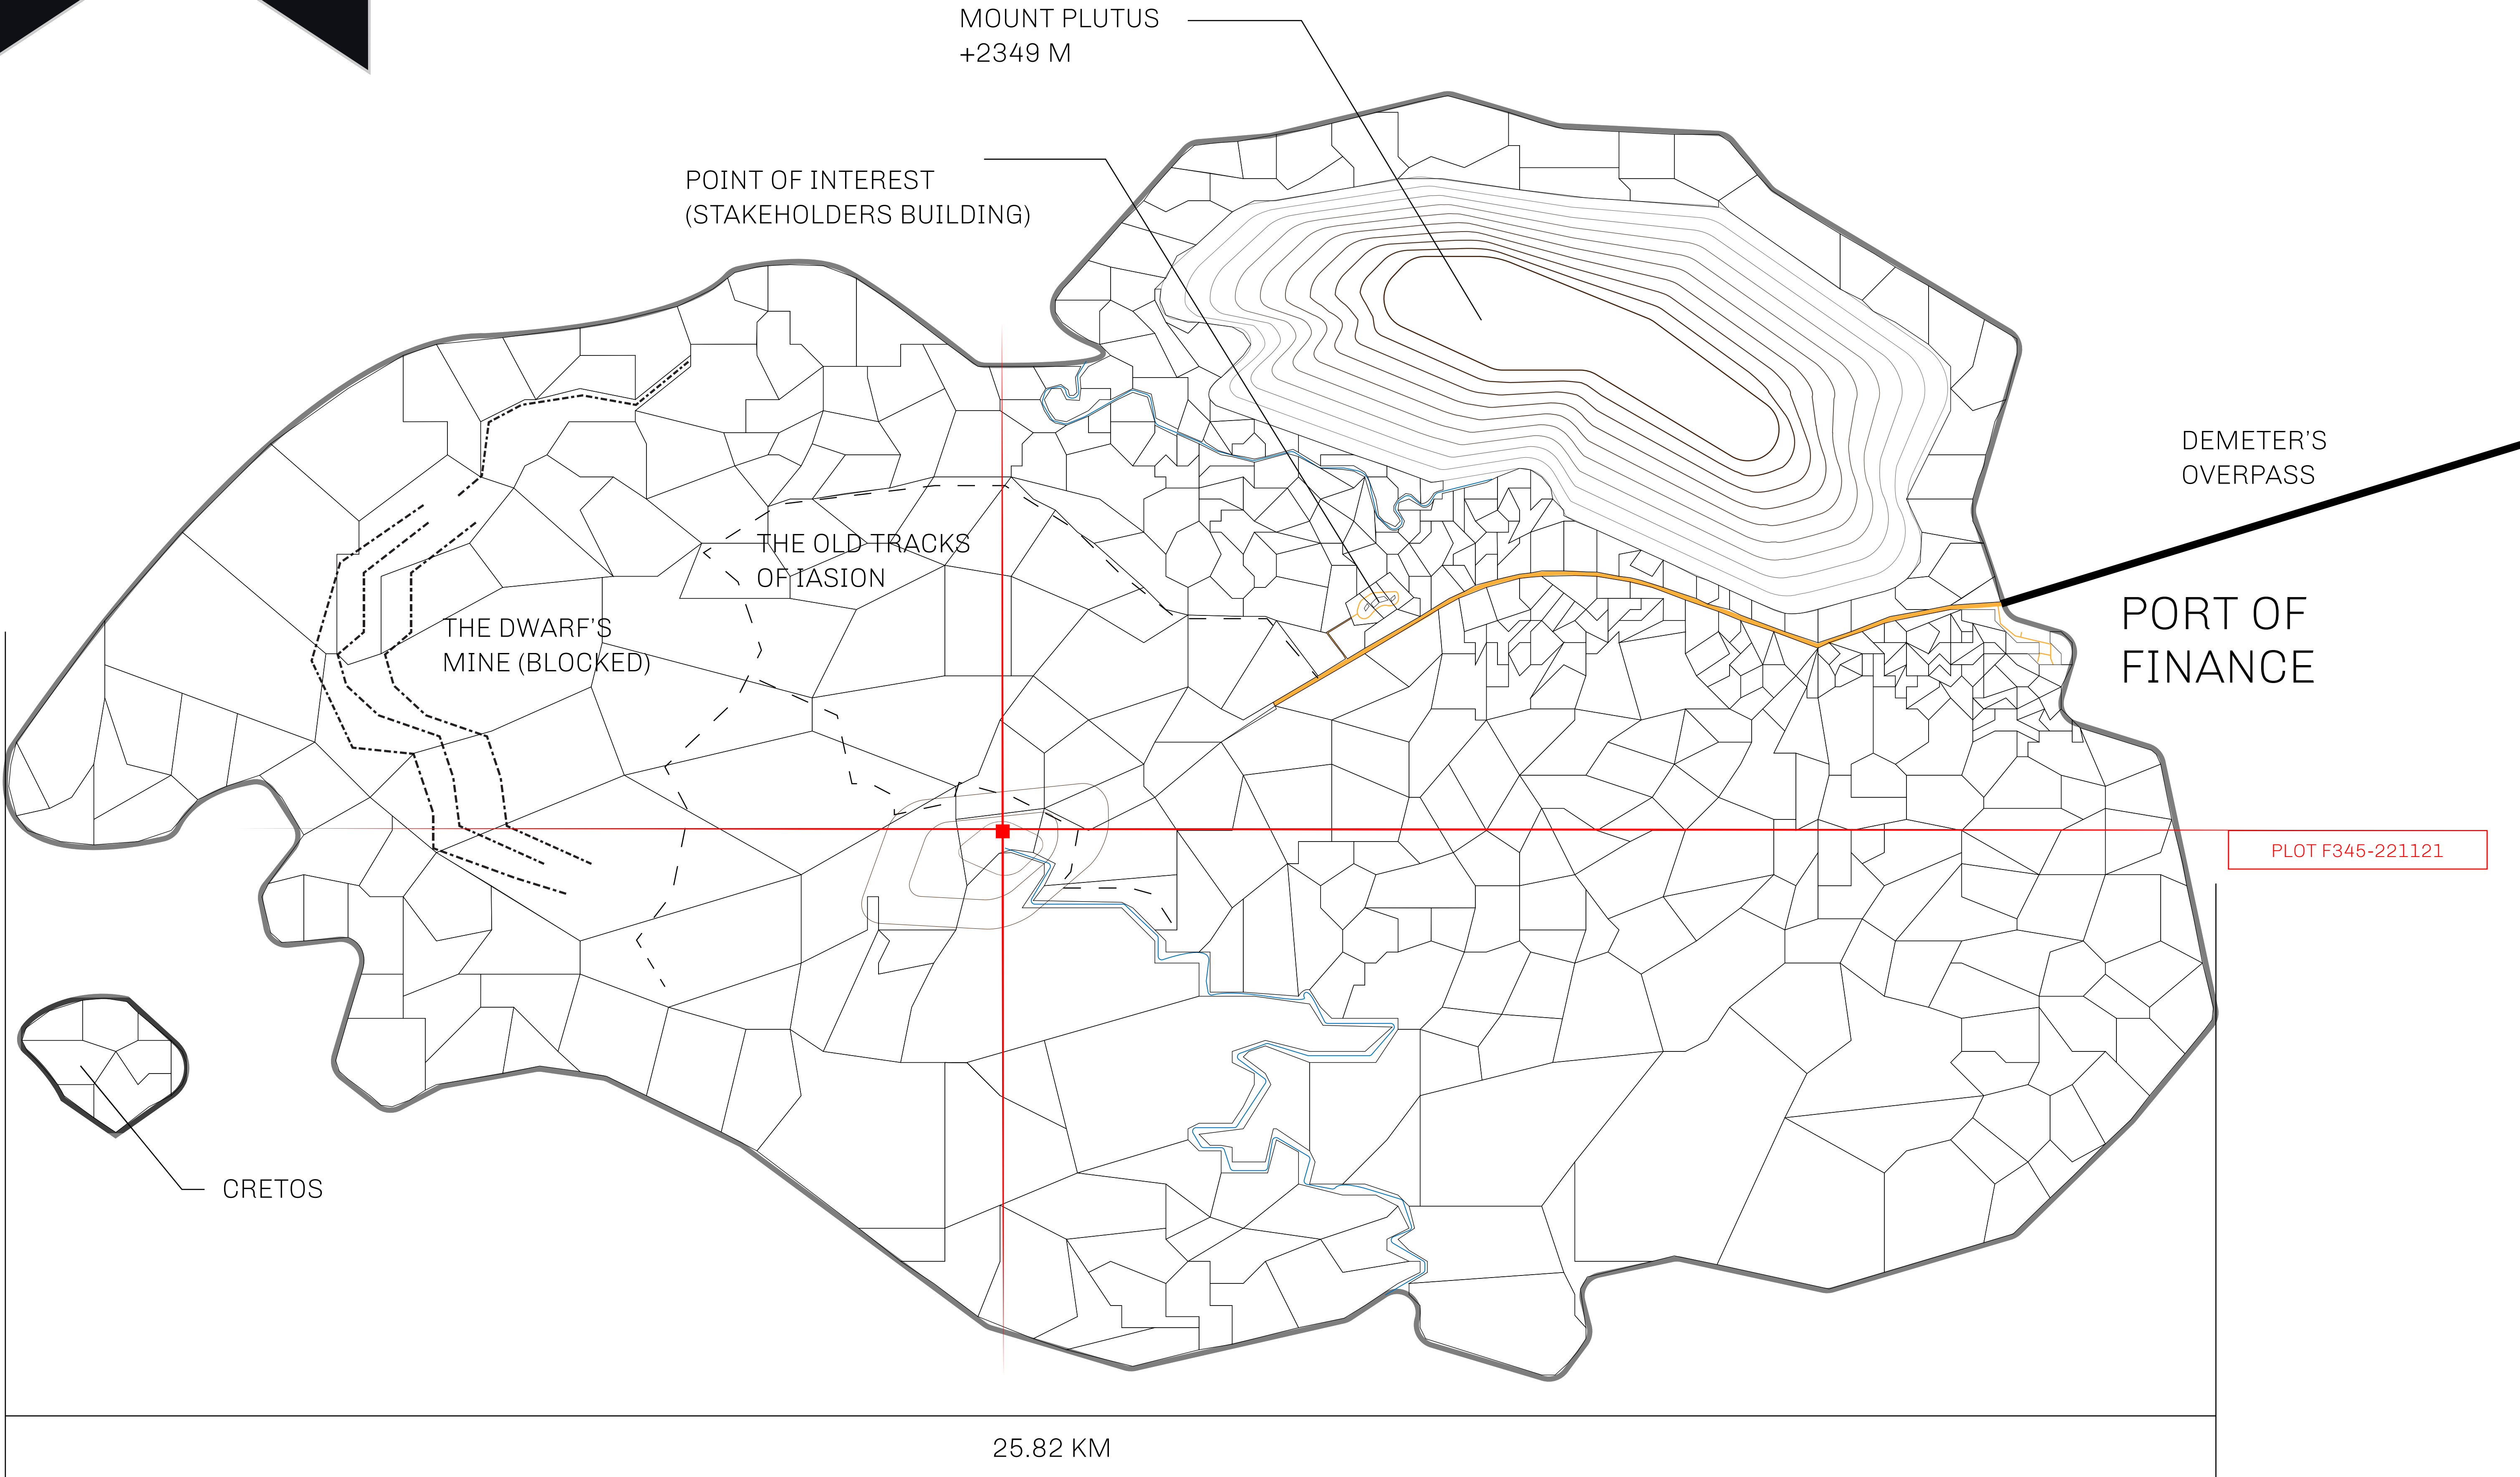 MOUNT PLUTUS
+2349 M
POINT OF INTEREST
(STAKEHOLDERS BUILDING)
DEMETER'S
OVERPASS
THE OLD TRACKS
OF IASION
PORT OF
FINANCE
THE DWARF'S
MINE (BLOCKED)
PLOT F345-221121
CRETOS
25.82 KM